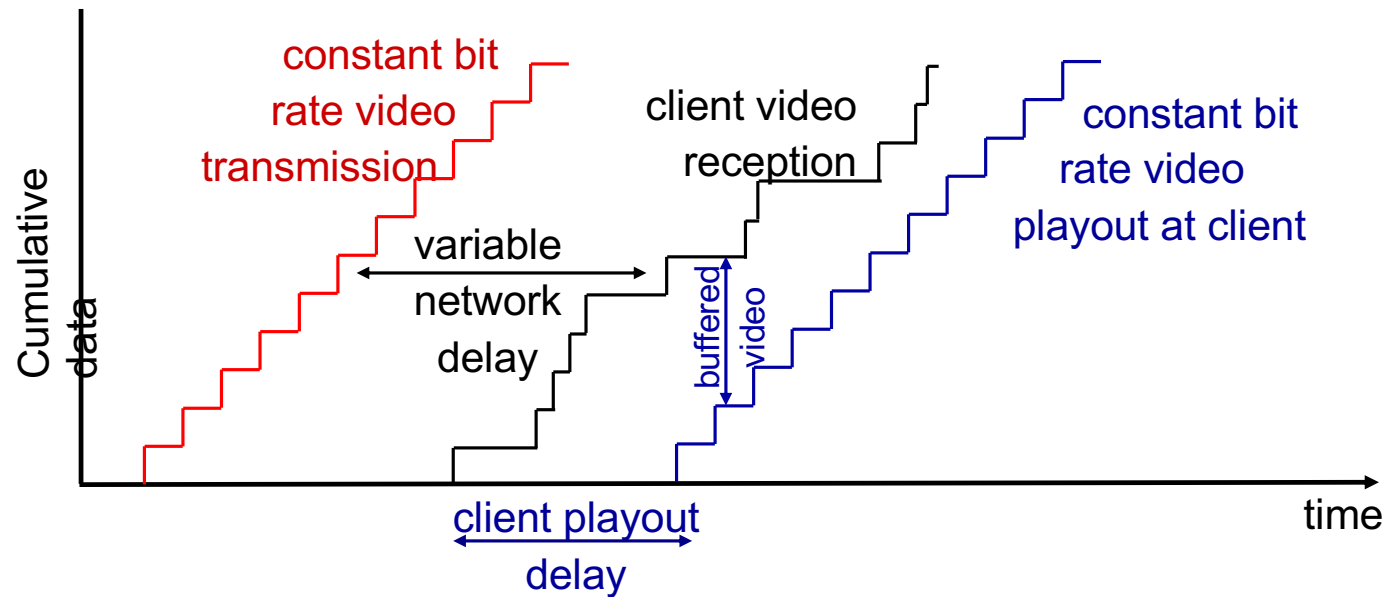 constant bit
rate video
transmission
client video
reception
constant bit
rate video
playout at client
Cumulative
data
variable
network
delay
buffered
video
time
client playout
delay